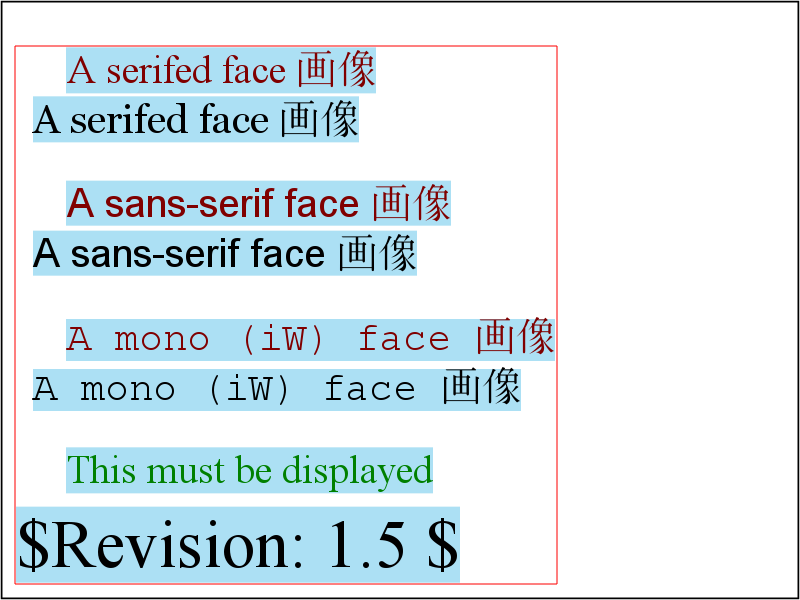 A serifed face 画像
A serifed face 画像
A sans-serif face 画像
A sans-serif face 画像
A mono (iW) face 画像
A mono (iW) face 画像
This must be displayed
$Revision: 1.5 $